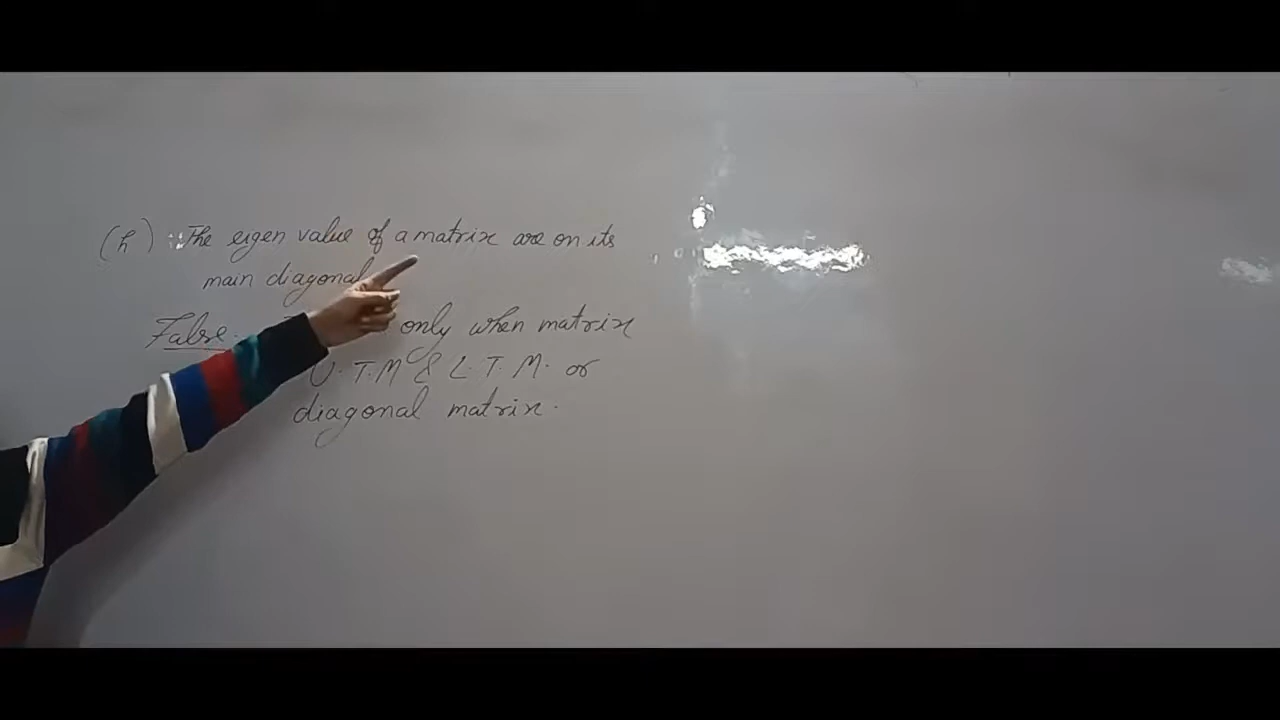 (h) The eigen value of a matrix are on its
main diagonal
False. only when matrix
U.T.M & L.T.M. or
diagonal matrix.